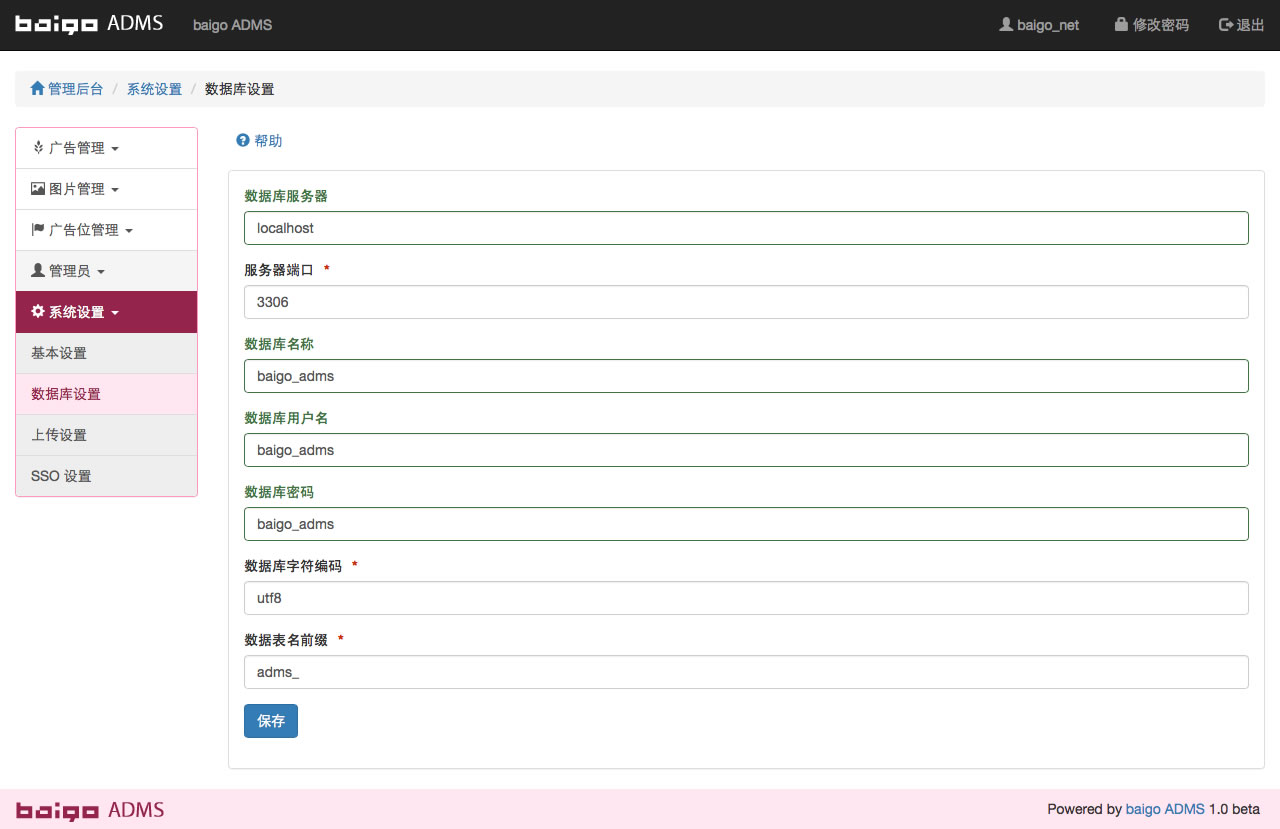 baigo ADMS baigo ADMS baigo_net 修改密码 退出
管理后台 / 系统设置 / 数据库设置
广告管理
图片管理
广告位管理
管理员
系统设置
基本设置
数据库设置
上传设置
SSO 设置
帮助
数据库服务器
localhost
服务器端口 *
3306
数据库名称
baigo_adms
数据库用户名
baigo_adms
数据库密码
baigo_adms
数据库字符编码 *
utf8
数据表名前缀 *
adms_
保存
baigo ADMS Powered by baigo ADMS 1.0 beta